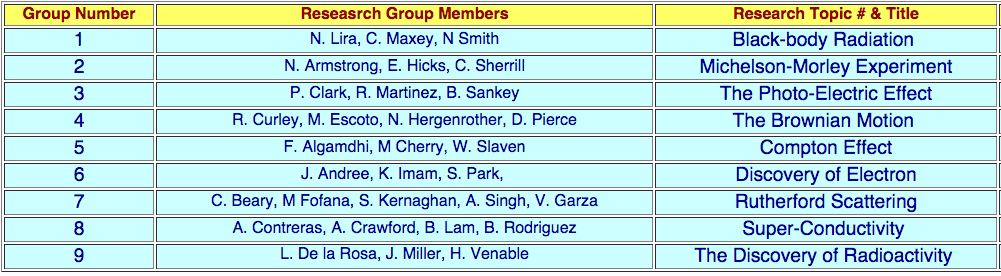 Group Number Reseasrch Group Members Research Topic # & Title
1 N. Lira, C. Maxey, N Smith Black-body Radiation
2 N. Armstrong, E. Hicks, C. Sherrill Michelson-Morley Experiment
3 P. Clark, R. Martinez, B. Sankey The Photo-Electric Effect
4 R. Curley, M. Escoto, N. Hergenrother, D. Pierce The Brownian Motion
5 F. Algamdhi, M Cherry, W. Slaven Compton Effect
6 J. Andree, K. Imam, S. Park, Discovery of Electron
7 C. Beary, M Fofana, S. Kernaghan, A. Singh, V. Garza Rutherford Scattering
8 A. Contreras, A. Crawford, B. Lam, B. Rodriguez Super-Conductivity
9 L. De la Rosa, J. Miller, H. Venable The Discovery of Radioactivity